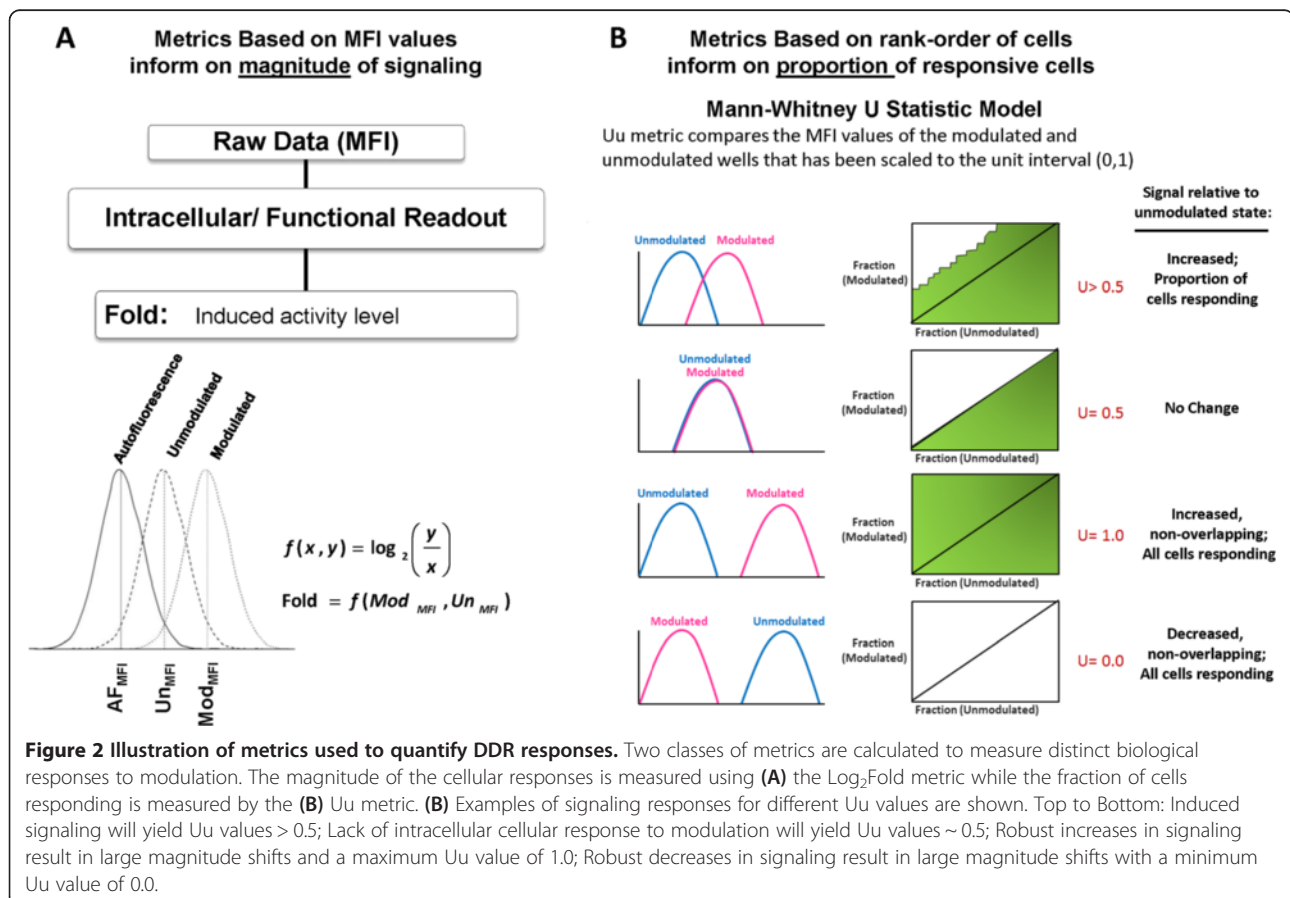 A
Metrics Based on MFI values
inform on magnitude of signaling
Raw Data (MFI)
Intracellular/ Functional Readout
Fold: Induced activity level
Autofluorescence
Unmodulated
Modulated
f(x,y) = log 2(y/x)
Fold = f(Mod MFI, Un MFI)
AF MFI
Un MFI
Mod MFI
B
Metrics Based on rank-order of cells
inform on proportion of responsive cells
Mann-Whitney U Statistic Model
Uu metric compares the MFI values of the modulated and
unmodulated wells that has been scaled to the unit interval (0,1)
Signal relative to
unmodulated state:
Unmodulated
Modulated
Fraction
(Modulated)
Fraction (Unmodulated)
U> 0.5
Increased;
Proportion of
cells responding
Unmodulated
Modulated
Fraction
(Modulated)
Fraction (Unmodulated)
U= 0.5
No Change
Unmodulated
Modulated
Fraction
(Modulated)
Fraction (Unmodulated)
U= 1.0
Increased,
non-overlapping;
All cells responding
Modulated
Unmodulated
Fraction
(Modulated)
Fraction (Unmodulated)
U= 0.0
Decreased,
non-overlapping;
All cells responding
Figure 2 Illustration of metrics used to quantify DDR responses. Two classes of metrics are calculated to measure distinct biological
responses to modulation. The magnitude of the cellular responses is measured using (A) the Log2Fold metric while the fraction of cells
responding is measured by the (B) Uu metric. (B) Examples of signaling responses for different Uu values are shown. Top to Bottom: Induced
signaling will yield Uu values > 0.5; Lack of intracellular cellular response to modulation will yield Uu values ~ 0.5; Robust increases in signaling
result in large magnitude shifts and a maximum Uu value of 1.0; Robust decreases in signaling result in large magnitude shifts with a minimum
Uu value of 0.0.